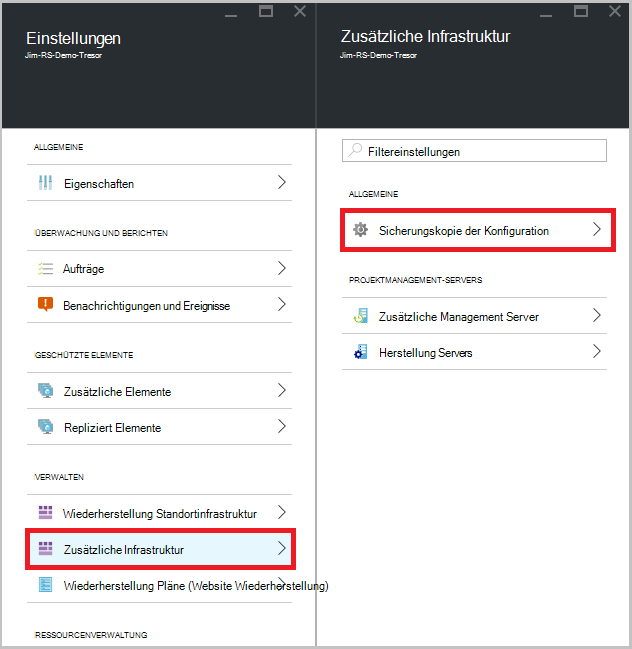 Einstellungen
Jim-RS-Demo-Tresor
ALLGEMEINE
Eigenschaften
ÜBERWACHUNG UND BERICHTEN
Aufträge
Benachrichtigungen und Ereignisse
GESCHÜTZTE ELEMENTE
Zusätzliche Elemente
Repliziert Elemente
VERWALTEN
Wiederherstellung Standortinfrastruktur
Zusätzliche Infrastruktur
Wiederherstellung Pläne (Website Wiederherstellung)
RESSOURCENVERWALTUNG
Zusätzliche Infrastruktur
Jim-RS-Demo-Tresor
Filtereinstellungen
ALLGEMEINE
Sicherungskopie der Konfiguration
PROJEKTMANAGEMENT-SERVERS
Zusätzliche Management Server
Herstellung Servers